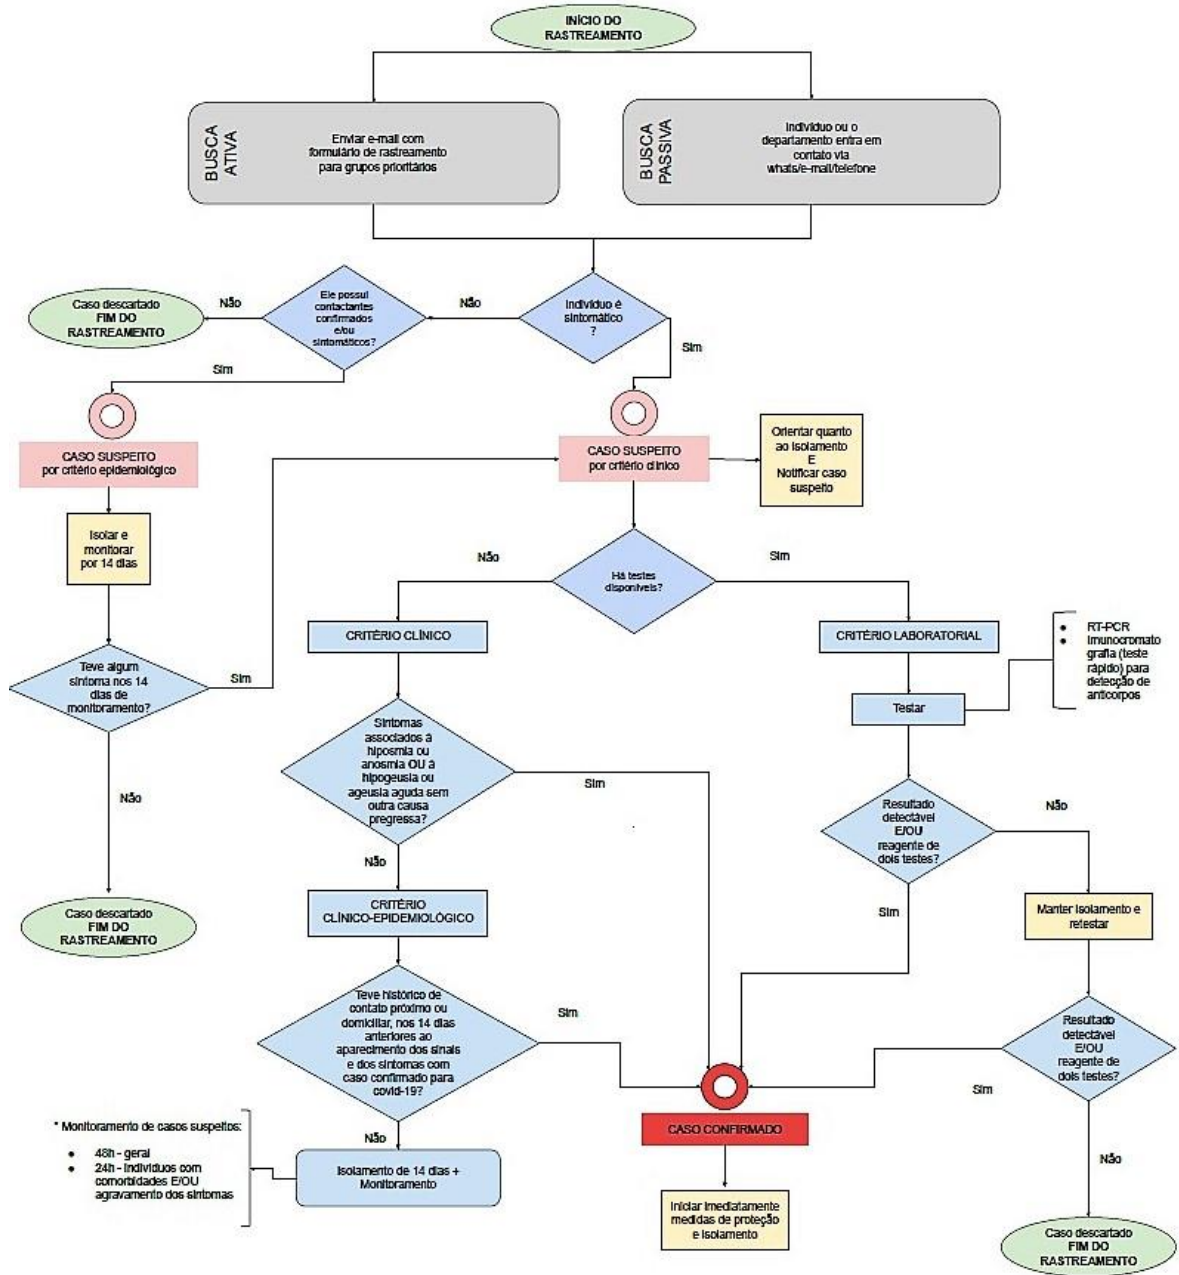 INÍCIO DO
RASTREAMENTO
BUSCA
ATIVA
Enviar e-mail com
formulário de rastreamento
para grupos prioritários
BUSCA
PASSIVA
Indivíduo ou o
departamento entra em
contato via
whats/e-mail/telefone
Caso descartado
FIM DO
RASTREAMENTO
Não
Ele possui
contactantes
confirmados
e/ou
sintomáticos?
Não
Indivíduo é
sintomático
?
Sim
Sim
CASO SUSPEITO
por critério epidemiológico
CASO SUSPEITO
por critério clínico
Orientar quanto
ao isolamento
E
Notificar caso
suspeito
Isolar e
monitorar
por 14 dias
Não
Há testes
disponíveis?
Sim
CRITÉRIO CLÍNICO
CRITÉRIO LABORATORIAL
● RT-PCR
● Imunocromato
grafia (teste
rápido) para
detecção de
anticorpos
Teve algum
sintoma nos 14
dias de
monitoramento?
Sim
Testar
Sintomas
associados à
hiposmia ou
anosmia OU à
hipogeusia ou
ageusia aguda sem
outra causa
pregressa?
Sim
Não
Resultado
detectável
E/OU
reagente de
dois testes?
Não
Não
CRITÉRIO
CLÍNICO-EPIDEMIOLÓGICO
Sim
Manter isolamento e
retestar
Caso descartado
FIM DO
RASTREAMENTO
Teve histórico de
contato próximo ou
domiciliar, nos 14 dias
anteriores ao
aparecimento dos sinais
e dos sintomas com
caso confirmado para
covid-19?
Sim
Resultado
detectável
E/OU
reagente de
dois testes?
Sim
CASO CONFIRMADO
* Monitoramento de casos suspeitos:
● 48h - geral
● 24h - indivíduos com
comorbidades E/OU
agravamento dos sintomas
Não
Isolamento de 14 dias +
Monitoramento
Não
Iniciar imediatamente
medidas de proteção
e isolamento
Caso descartado
FIM DO
RASTREAMENTO